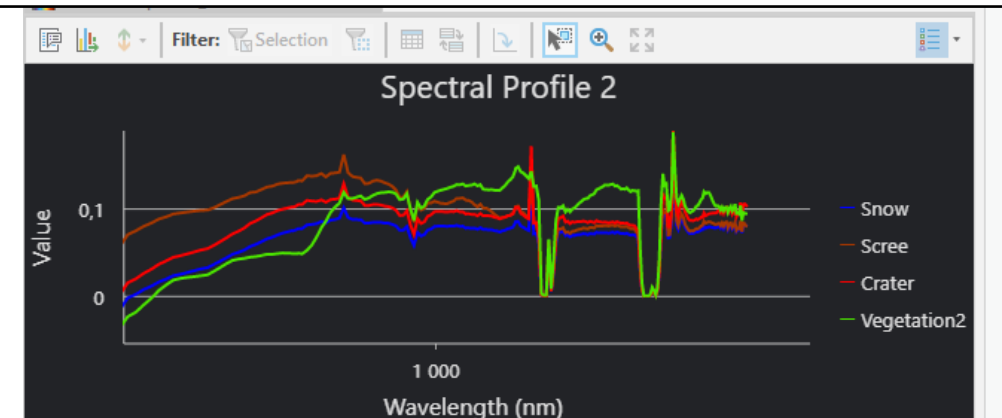 Filter: Selection
Spectral Profile 2
Value
0,1
0
1 000
Wavelength (nm)
Snow
Scree
Crater
Vegetation2